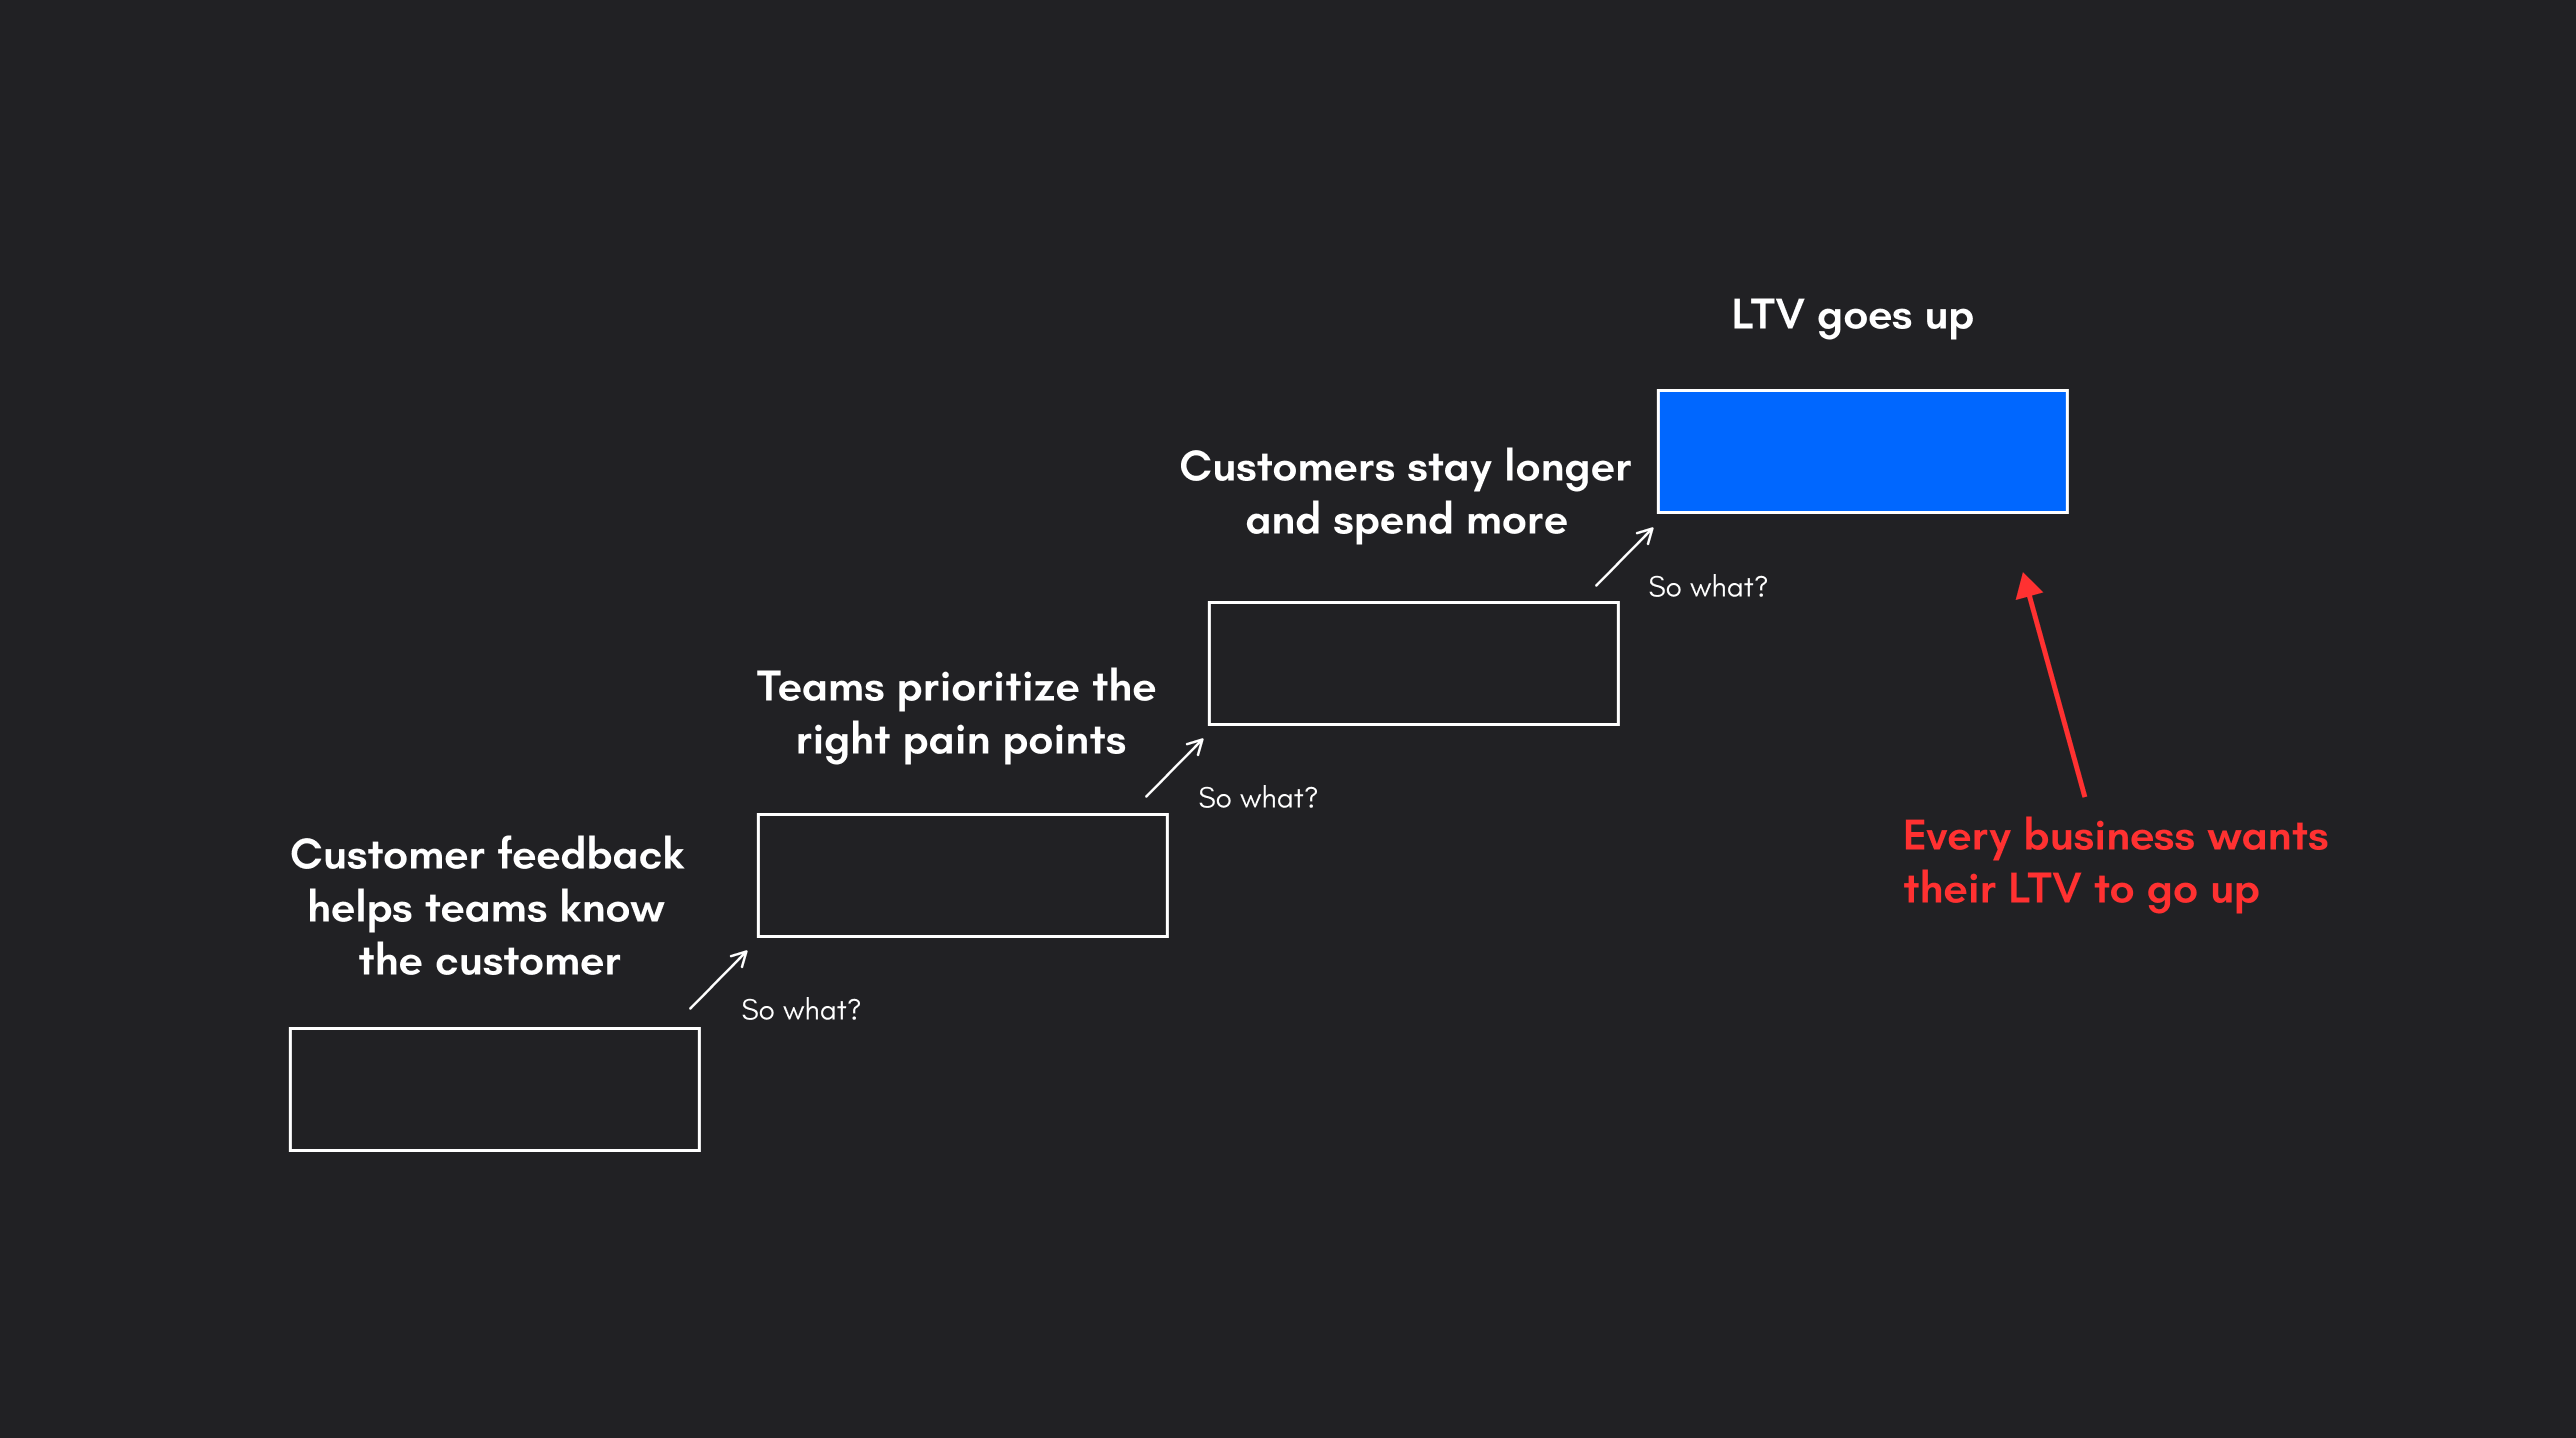 LTV goes up
Customers stay longer
and spend more
So what?
Teams prioritize the
right pain points
So what?
Customer feedback
helps teams know
the customer
So what?
Every business wants
their LTV to go up